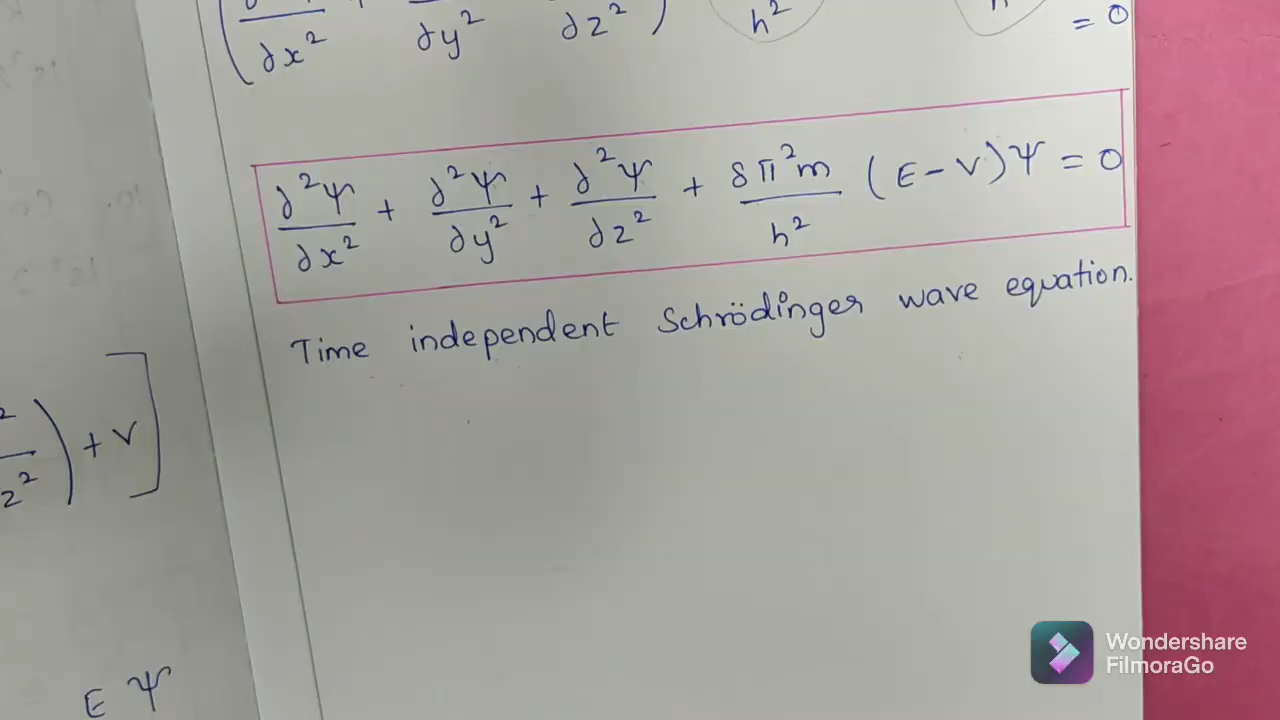 ∂x² ∂y² ∂z² ) h²
= 0
∂²Ψ/∂x² + ∂²Ψ/∂y² + ∂²Ψ/∂z² + 8π²m/h² (E - V)Ψ = 0
Time independent Schrödinger wave equation.
z² ) + V ]
E Ψ
Wondershare
FilmoraGo